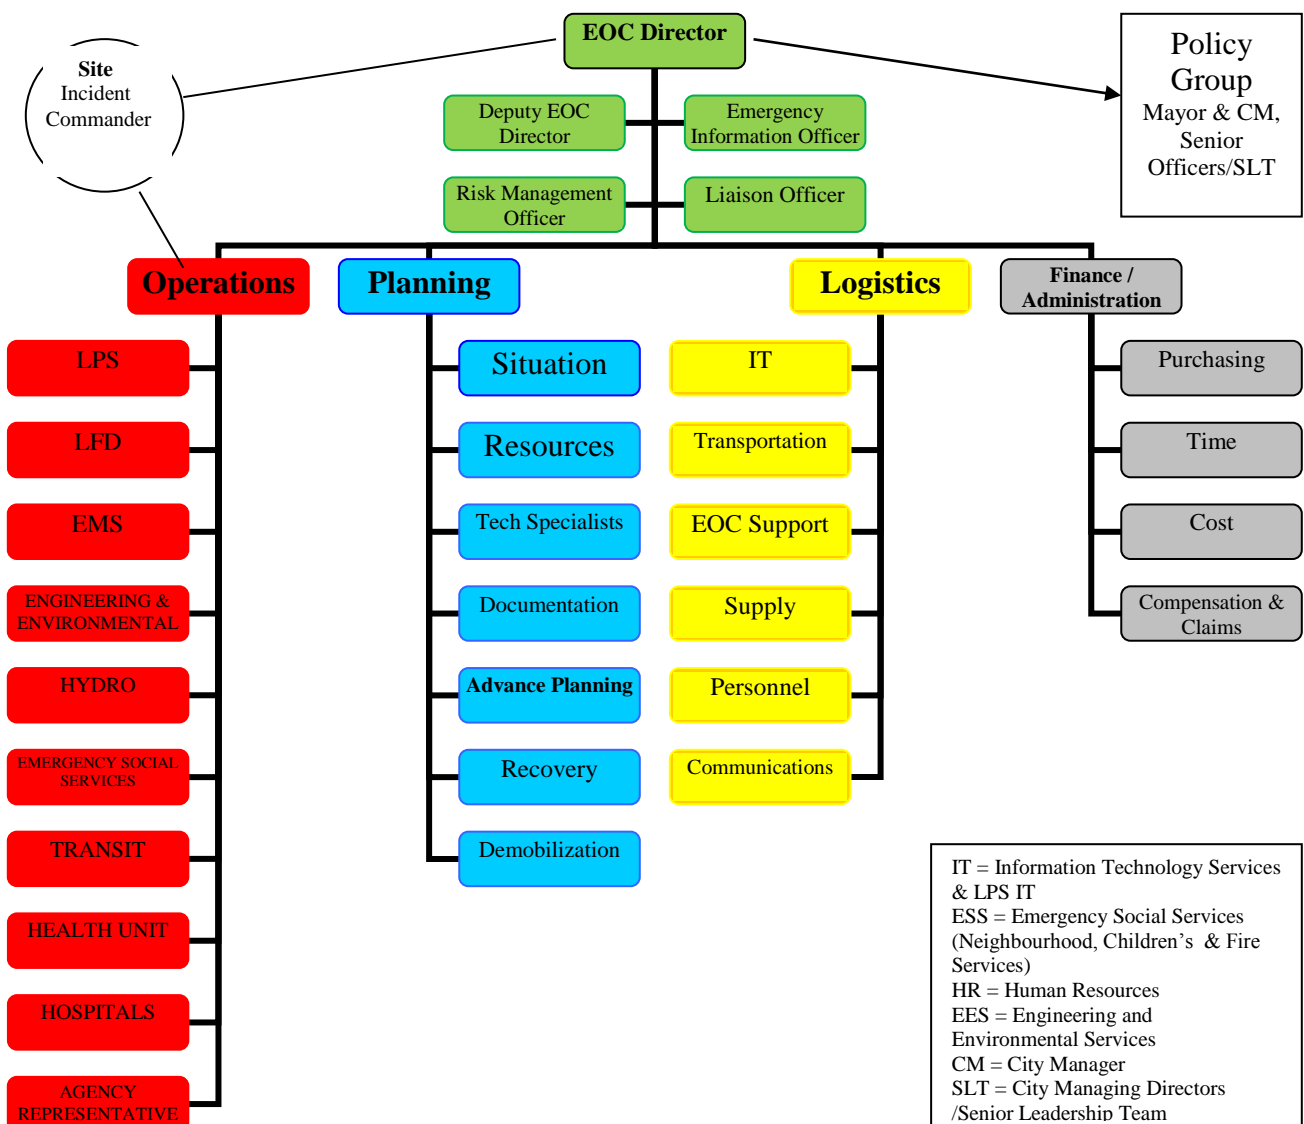 EOC Director
Site
Incident
Commander
Policy
Group
Mayor & CM,
Senior
Officers/SLT
Deputy EOC
Director
Emergency
Information Officer
Risk Management
Officer
Liaison Officer
Operations
Planning
Logistics
Finance /
Administration
LPS
LFD
EMS
ENGINEERING &
ENVIRONMENTAL
HYDRO
EMERGENCY SOCIAL
SERVICES
TRANSIT
HEALTH UNIT
HOSPITALS
AGENCY
REPRESENTATIVE
Situation
Resources
Tech Specialists
Documentation
Advance Planning
Recovery
Demobilization
IT
Transportation
EOC Support
Supply
Personnel
Communications
Purchasing
Time
Cost
Compensation &
Claims
IT = Information Technology Services
& LPS IT
ESS = Emergency Social Services
(Neighbourhood, Children’s & Fire
Services)
HR = Human Resources
EES = Engineering and
Environmental Services
CM = City Manager
SLT = City Managing Directors
/Senior Leadership Team